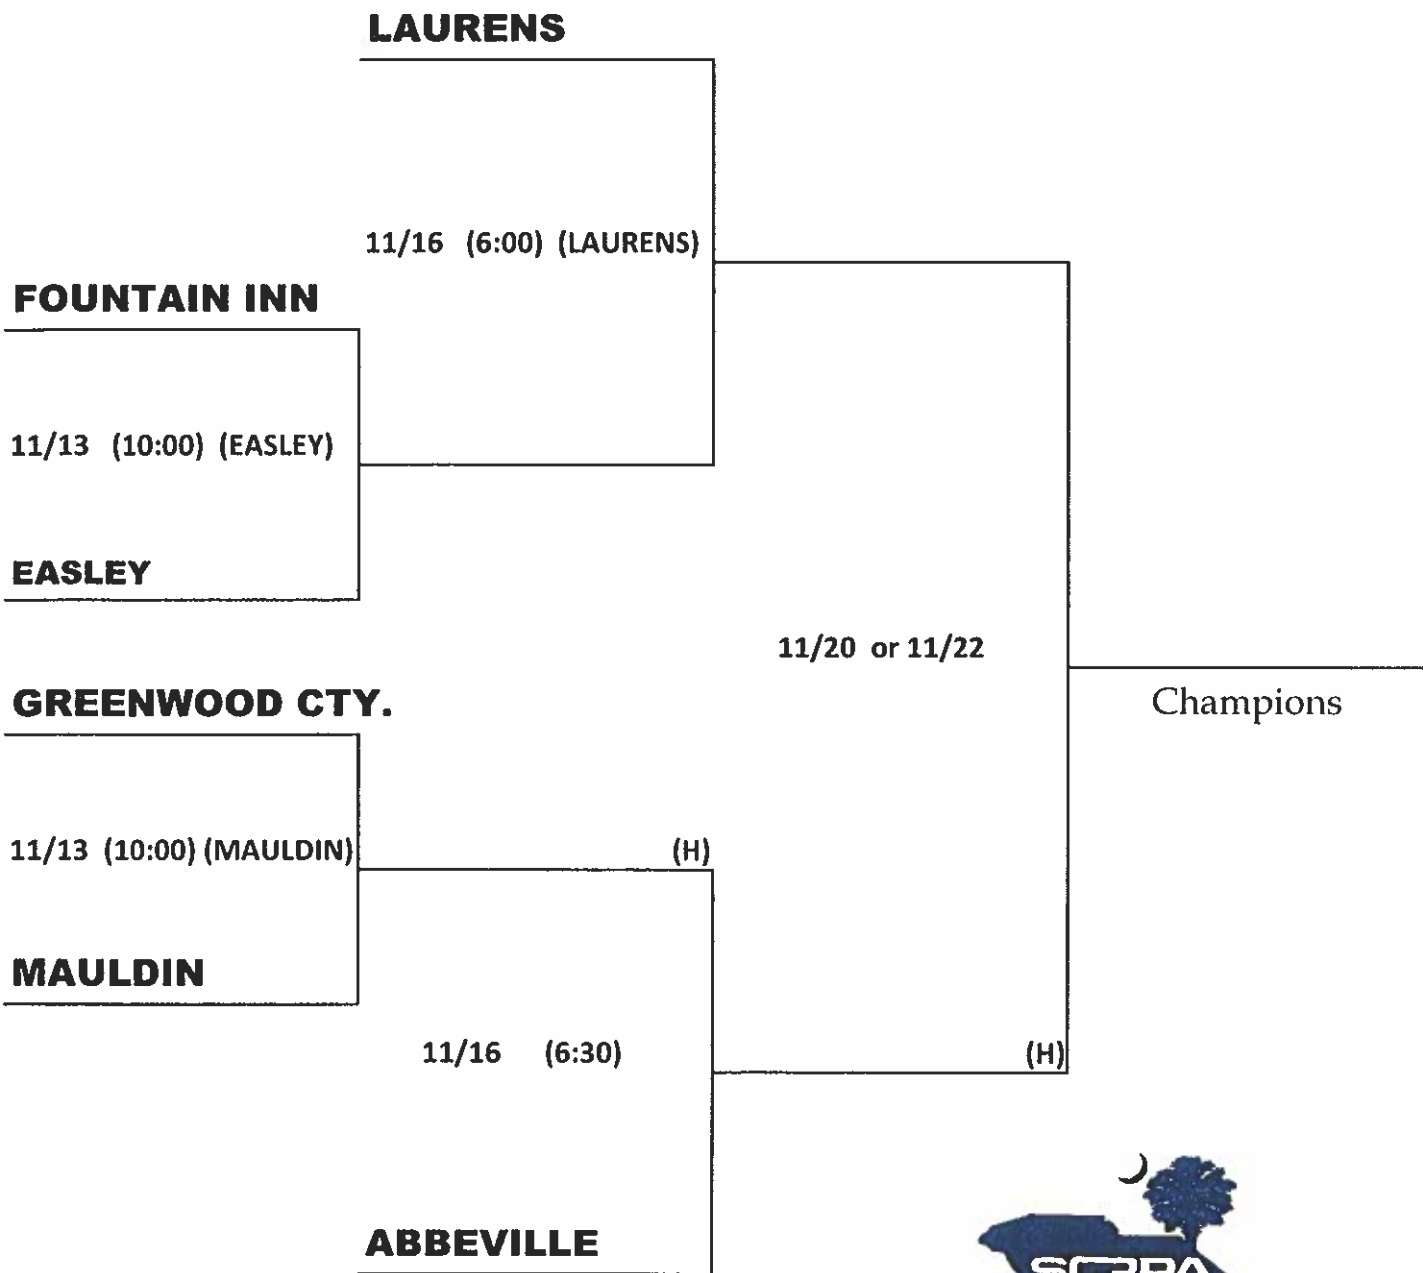 LAURENS
11/16 (6:00) (LAURENS)
FOUNTAIN INN
11/13 (10:00) (EASLEY)
EASLEY
11/20 or 11/22
GREENWOOD CTY.
Champions
11/13 (10:00) (MAULDIN)
(H)
MAULDIN
11/16 (6:30)
(H)
ABBEVILLE